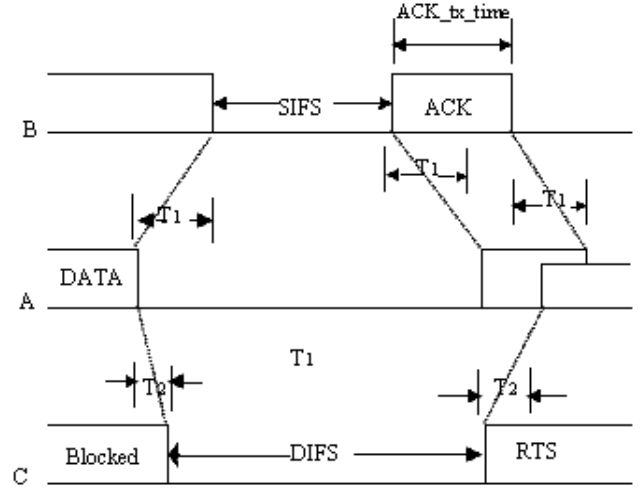 ACK_tx_time
SIFS
ACK
B
T1
T1
T1
DATA
A
T1
T2
T2
Blocked
DIFS
RTS
C